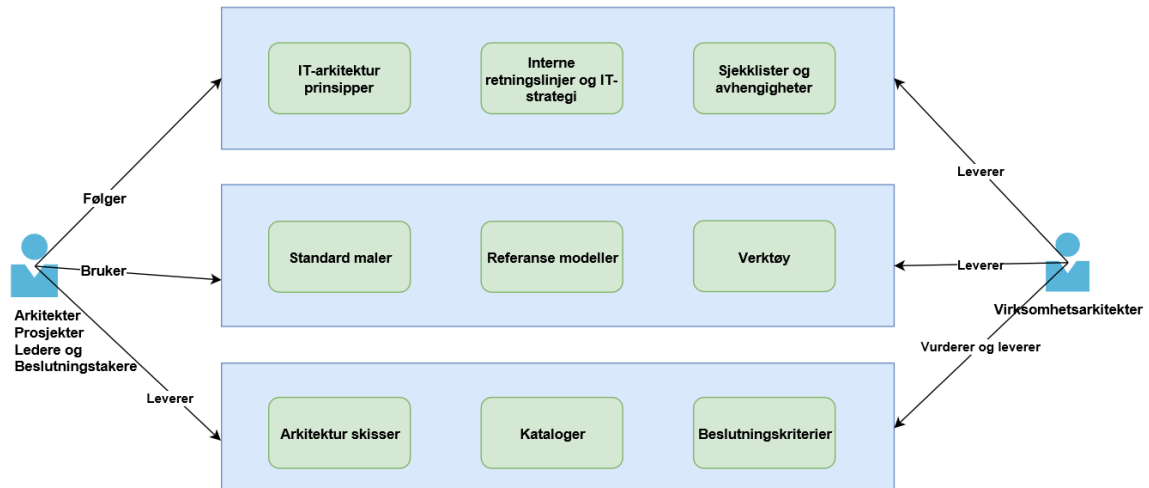 IT-arkitektur
prinsipper
Interne
retningslinjer og IT-
strategi
Sjekklister og
avhengigheter
Følger
Leverer
Standard maler
Referanse modeller
Verktøy
Bruker
Leverer
Arkitekter
Prosjekter
Ledere og
Beslutningstakere
Virksomhetsarkitekter
Vurderer og leverer
Leverer
Arkitektur skisser
Kataloger
Beslutningskriterier